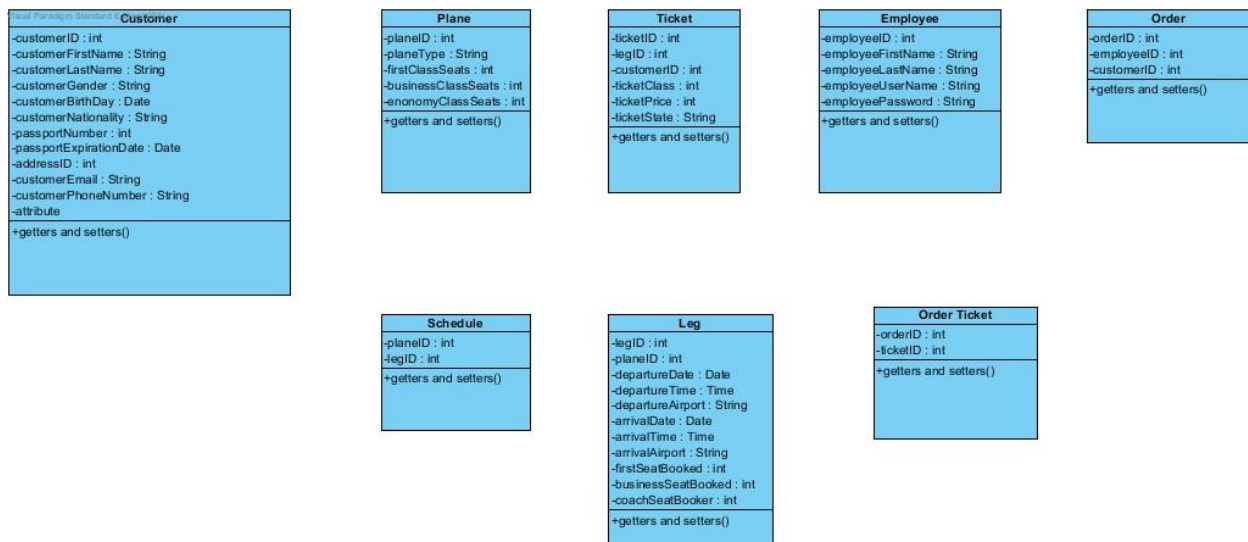 Visual Paradigm Standard
Customer
-customerID : int
-customerFirstName : String
-customerLastName : String
-customerGender : String
-customerBirthDay : Date
-customerNationality : String
-passportNumber : int
-passportExpirationDate : Date
-addressID : int
-customerEmail : String
-customerPhoneNumber : String
-attribute
+getters and setters()
Plane
-planeID : int
-planeType : String
-firstClassSeats : int
-businessClassSeats : int
-enonomyClassSeats : int
+getters and setters()
Ticket
-ticketID : int
-legID : int
-customerID : int
-ticketClass : int
-ticketPrice : int
-ticketState : String
+getters and setters()
Employee
-employeeID : int
-employeeFirstName : String
-employeeLastName : String
-employeeUserName : String
-employeePassword : String
+getters and setters()
Order
-orderID : int
-employeeID : int
-customerID : int
+getters and setters()
Schedule
-planeID : int
-legID : int
+getters and setters()
Leg
-legID : int
-planeID : int
-departureDate : Date
-departureTime : Time
-departureAirport : String
-arrivalDate : Date
-arrivalTime : Time
-arrivalAirport : String
-firstSeatBooked : int
-businessSeatBooked : int
-coachSeatBooker : int
+getters and setters()
Order Ticket
-orderID : int
-ticketID : int
+getters and setters()